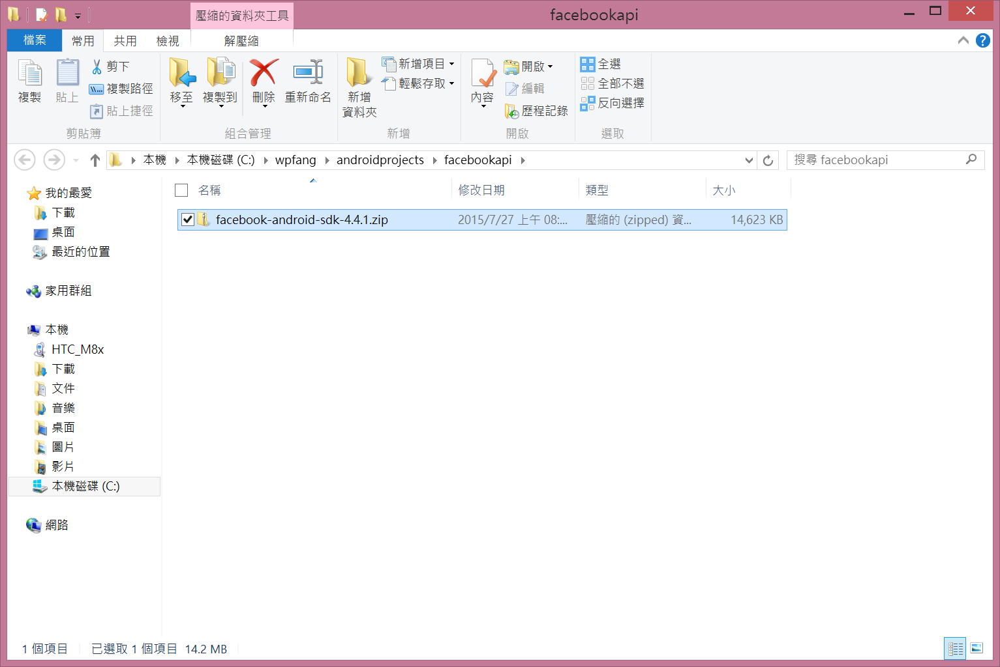 壓縮的資料夾工具
facebookapi
檔案
常用
共用
檢視
解壓縮
複製
貼上
剪下
複製路徑
貼上捷徑
剪貼簿
移至
複製到
刪除
重新命名
組合管理
新增
資料夾
新增項目
輕鬆存取
新增
內容
開啟
編輯
歷程記錄
開啟
全選
全部不選
反向選擇
選取
本機
本機磁碟 (C:)
wpfang
androidprojects
facebookapi
搜尋 facebookapi
名稱
修改日期
類型
大小
facebook-android-sdk-4.4.1.zip
2015/7/27 上午 08:...
壓縮的 (zipped) 資...
14,623 KB
我的最愛
下載
桌面
最近的位置
家用群組
本機
HTC_M8x
下載
文件
音樂
桌面
圖片
影片
本機磁碟 (C:)
網路
1 個項目
已選取 1 個項目
14.2 MB